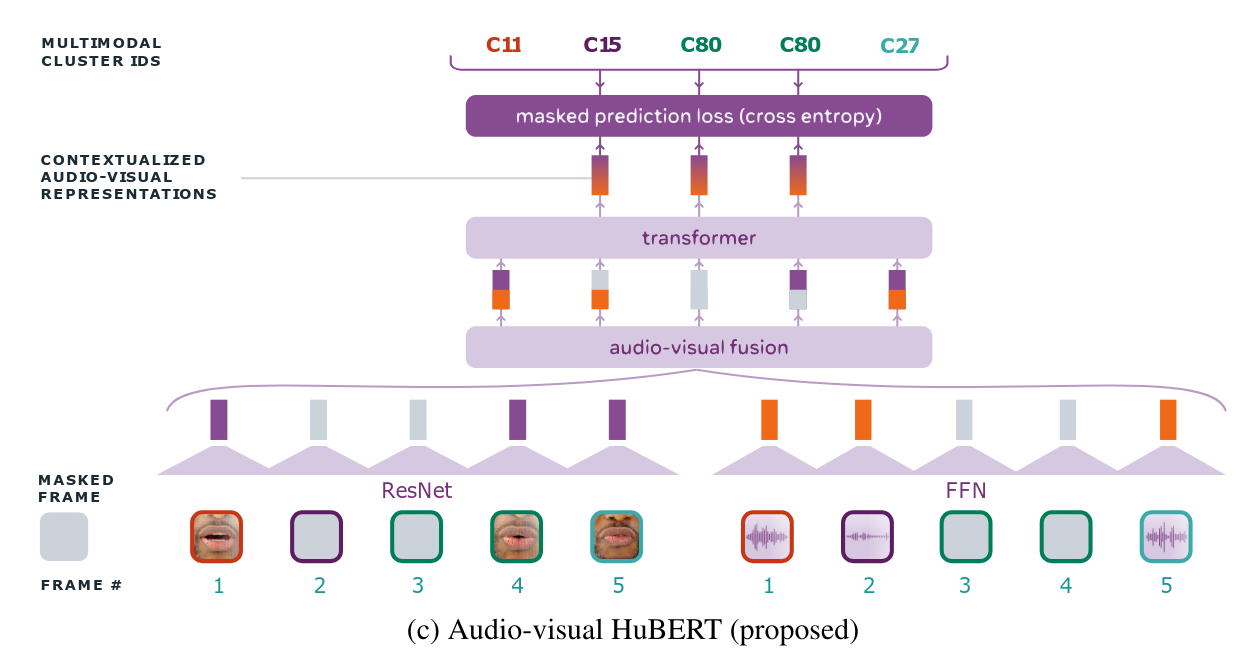 MULTIMODAL
CLUSTER IDS
C11 C15 C80 C80 C27
masked prediction loss (cross entropy)
CONTEXTUALIZED
AUDIO-VISUAL
REPRESENTATIONS
transformer
audio-visual fusion
MASKED
FRAME
ResNet FFN
FRAME # 1 2 3 4 5 1 2 3 4 5
(c) Audio-visual HuBERT (proposed)